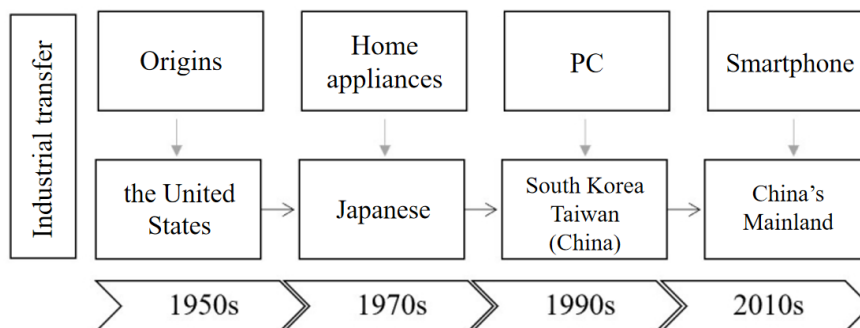 Industrial transfer
Origins
Home
appliances
PC
Smartphone
the United
States
Japanese
South Korea
Taiwan
(China)
China’s
Mainland
1950s
1970s
1990s
2010s